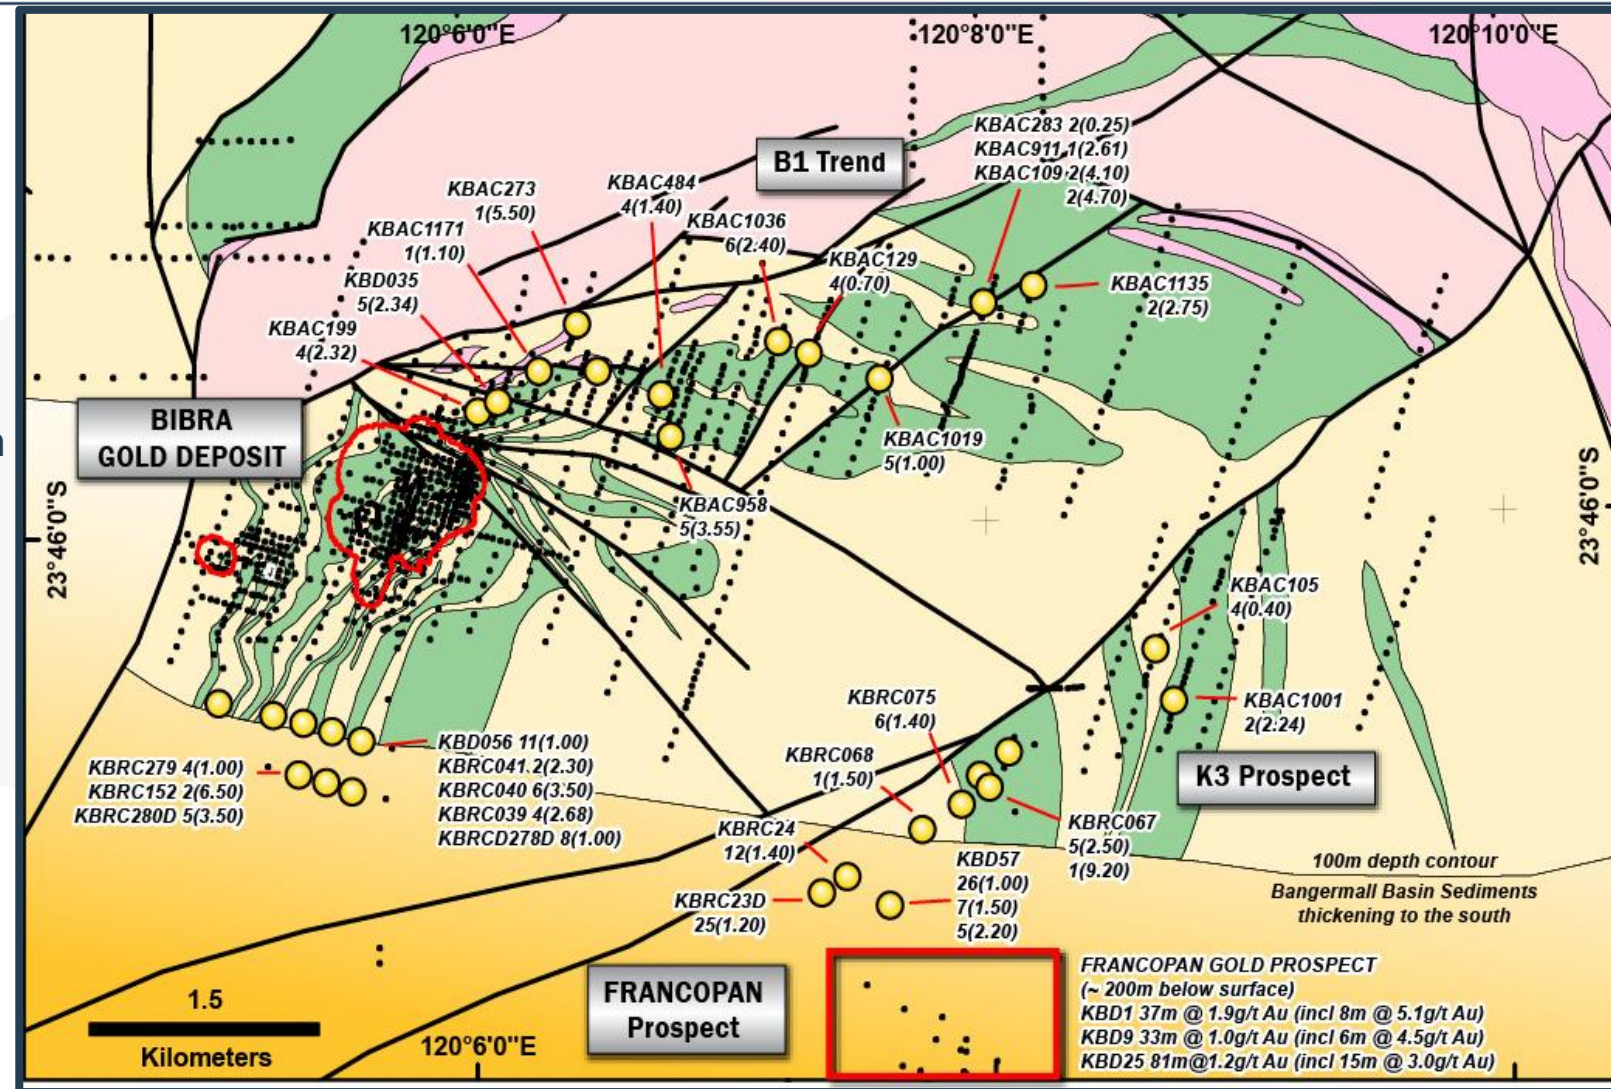 120°6'0"E
120°8'0"E
120°10'0"E
KBAC283 2(0.25)
KBAC911 1(2.61)
KBAC109 2(4.10)
2(4.70)
B1 Trend
KBAC273
1(5.50)
KBAC484
4(1.40)
KBAC1036
6(2.40)
KBAC1171
1(1.10)
KBAC129
4(0.70)
KBD035
5(2.34)
KBAC1135
2(2.75)
KBAC199
4(2.32)
BIBRA
GOLD DEPOSIT
KBAC1019
5(1.00)
KBAC958
5(3.55)
23°46'0"S
23°46'0"S
KBAC105
4(0.40)
KBAC1001
2(2.24)
KBRC075
6(1.40)
KBRC068
1(1.50)
K3 Prospect
KBD056 11(1.00)
KBRC041 2(2.30)
KBRC040 6(3.50)
KBRC039 4(2.68)
KBRCD278D 8(1.00)
KBRC279 4(1.00)
KBRC152 2(6.50)
KBRC280D 5(3.50)
KBRC067
5(2.50)
1(9.20)
KBRC24
12(1.40)
KBD57
26(1.00)
7(1.50)
5(2.20)
KBRC23D
25(1.20)
100m depth contour
Bangermall Basin Sediments
thickening to the south
FRANCOPAN
Prospect
FRANCOPAN GOLD PROSPECT
(~ 200m below surface)
KBD1 37m @ 1.9g/t Au (incl 8m @ 5.1g/t Au)
KBD9 33m @ 1.0g/t Au (incl 6m @ 4.5g/t Au)
KBD25 81m@1.2g/t Au (incl 15m @ 3.0g/t Au)
1.5
Kilometers
120°6'0"E